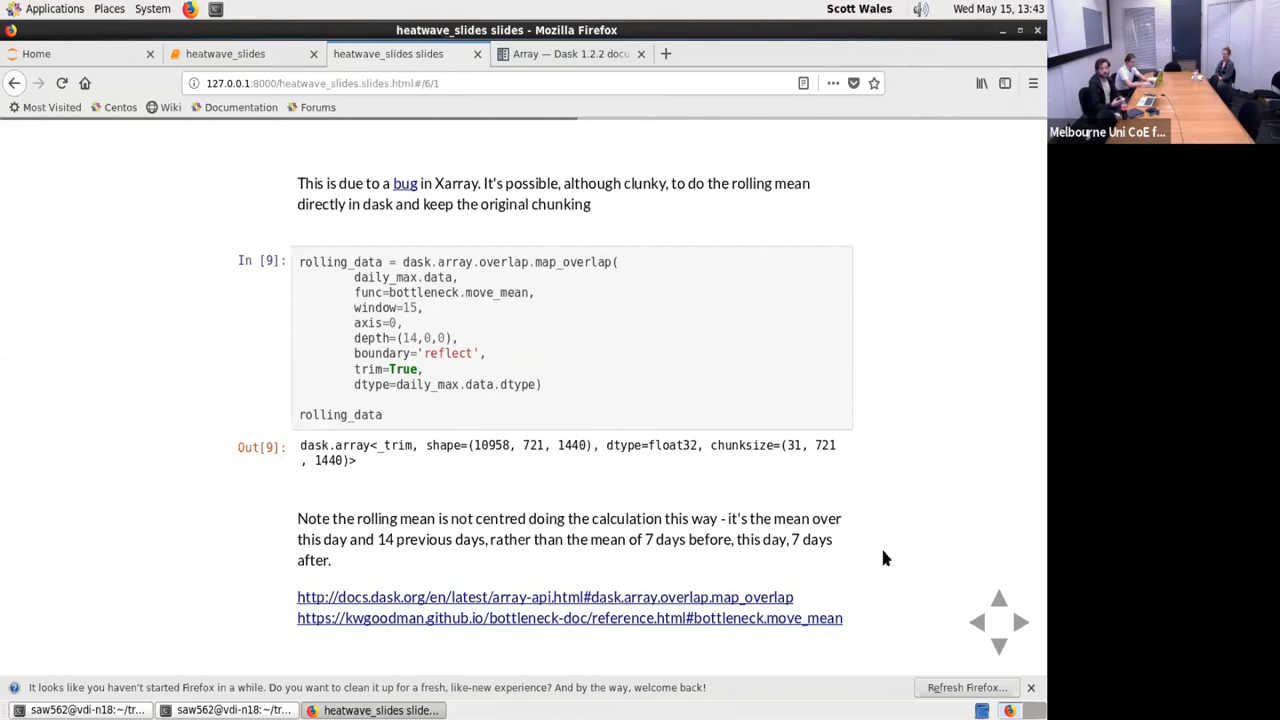 Applications Places System
Scott Wales
Wed May 15, 13:43
heatwave_slides slides - Mozilla Firefox
Home
heatwave_slides
heatwave_slides slides
Array — Dask 1.2.2 docu
127.0.0.1:8000/heatwave_slides.slides.html#/6/1
Most Visited Centos Wiki Documentation Forums
Melbourne Uni CoE f...
This is due to a bug in Xarray. It's possible, although clunky, to do the rolling mean
directly in dask and keep the original chunking
In [9]:
rolling_data = dask.array.overlap.map_overlap(
daily_max.data,
func=bottleneck.move_mean,
window=15,
axis=0,
depth=(14,0,0),
boundary='reflect',
trim=True,
dtype=daily_max.data.dtype)
rolling_data
Out[9]:
dask.array<_trim, shape=(10958, 721, 1440), dtype=float32, chunksize=(31, 721
, 1440)>
Note the rolling mean is not centred doing the calculation this way - it's the mean over
this day and 14 previous days, rather than the mean of 7 days before, this day, 7 days
after.
http://docs.dask.org/en/latest/array-api.html#dask.array.overlap.map_overlap
https://kwgoodman.github.io/bottleneck-doc/reference.html#bottleneck.move_mean
It looks like you haven't started Firefox in a while. Do you want to clean it up for a fresh, like-new experience? And by the way, welcome back!
Refresh Firefox...
saw562@vdi-n18:~/tr...
saw562@vdi-n18:~/tr...
heatwave_slides slide...